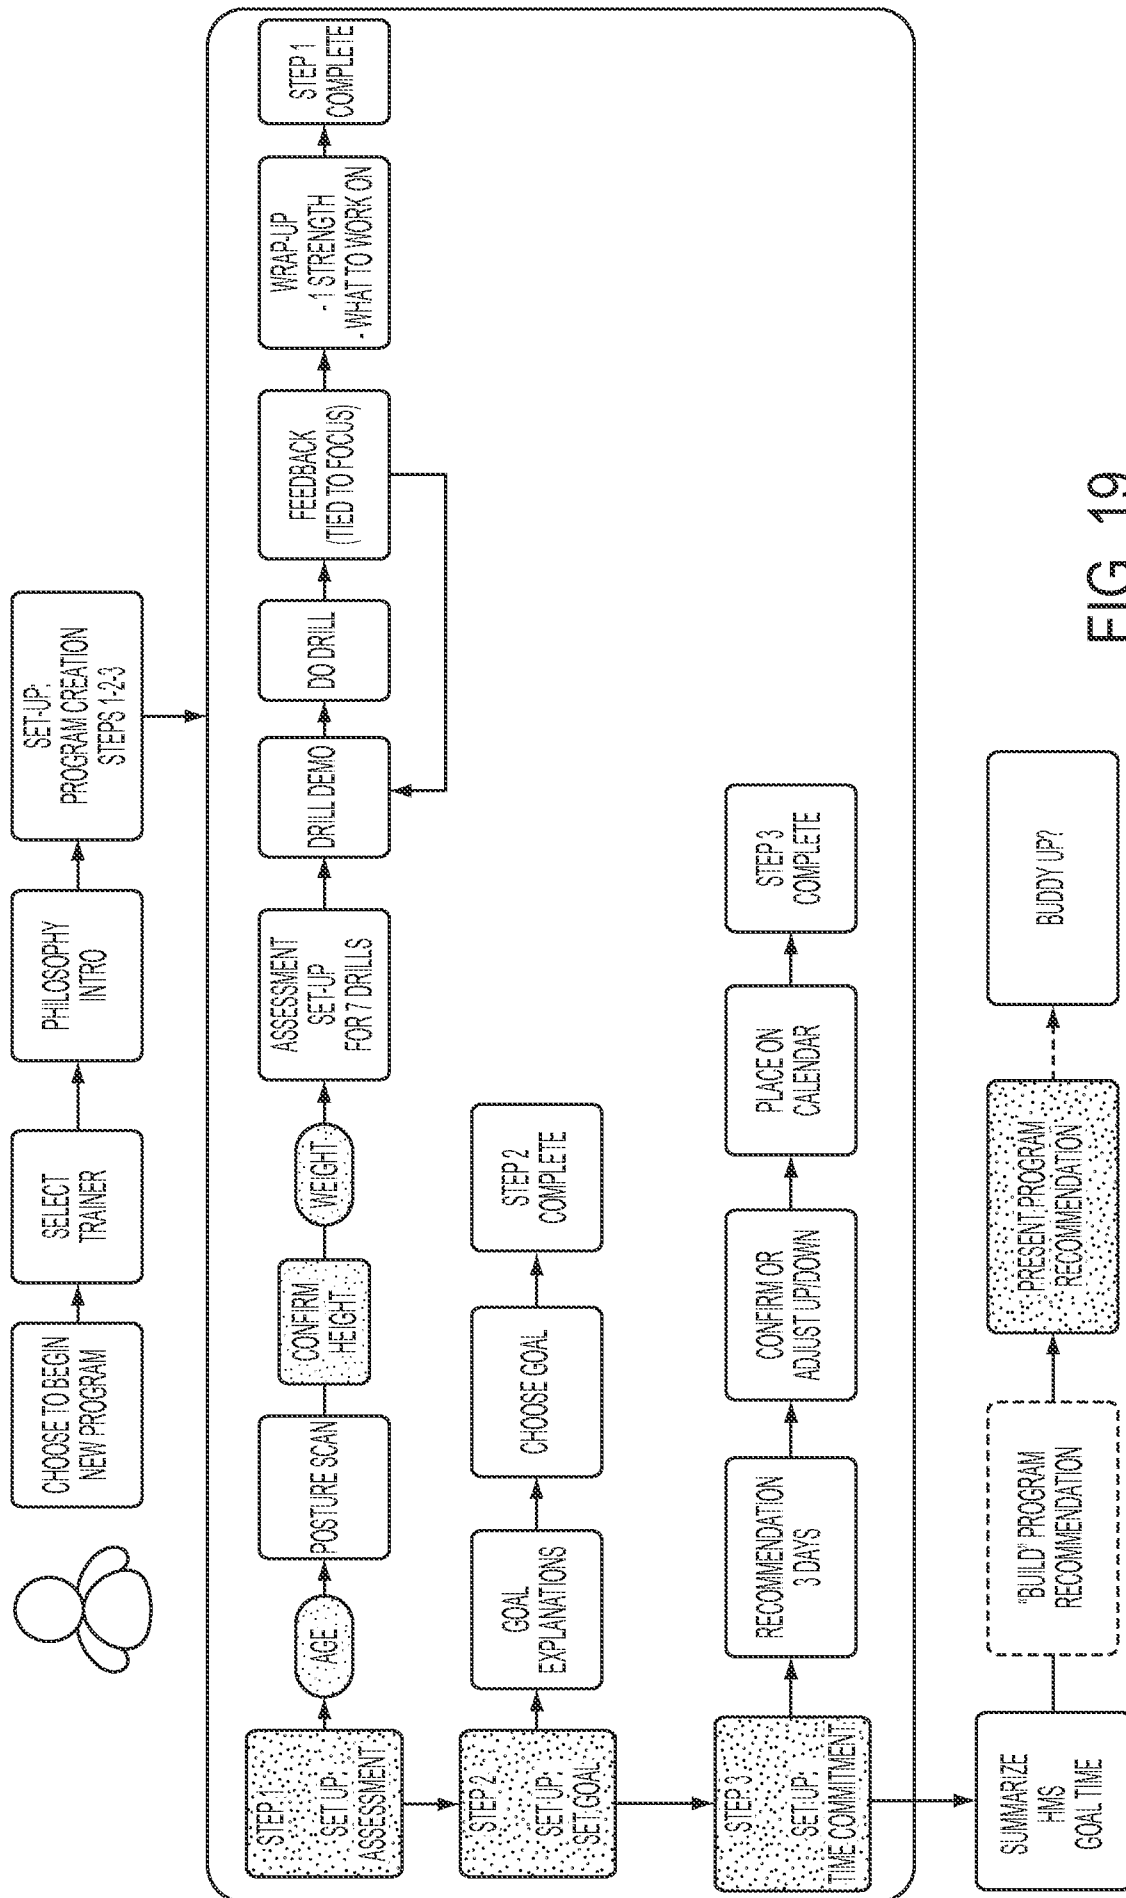 CHOOSE TO BEGIN
NEW PROGRAM
SELECT
TRAINER
PHILOSOPHY
INTRO
SET-UP:
PROGRAM CREATION
STEPS 1-2-3
STEP 1
SET UP:
ASSESSMENT
AGE
POSTURE SCAN
CONFIRM
HEIGHT
WEIGHT
ASSESSMENT
SET-UP
FOR 7 DRILLS
DRILL DEMO
DO DRILL
FEEDBACK
(TIED TO FOCUS)
WRAP-UP
- 1 STRENGTH
- WHAT TO WORK ON
STEP 1
COMPLETE
STEP 2
SET UP:
SET GOAL
GOAL
EXPLANATIONS
CHOOSE GOAL
STEP 2
COMPLETE
STEP 3
SET UP:
TIME COMMITMENT
RECOMMENDATION
3 DAYS
CONFIRM OR
ADJUST UP/DOWN
PLACE ON
CALENDAR
STEP 3
COMPLETE
SUMMARIZE
HMS
GOAL TIME
"BUILD" PROGRAM
RECOMMENDATION
PRESENT PROGRAM
RECOMMENDATION
BUDDY UP?
FIG 19